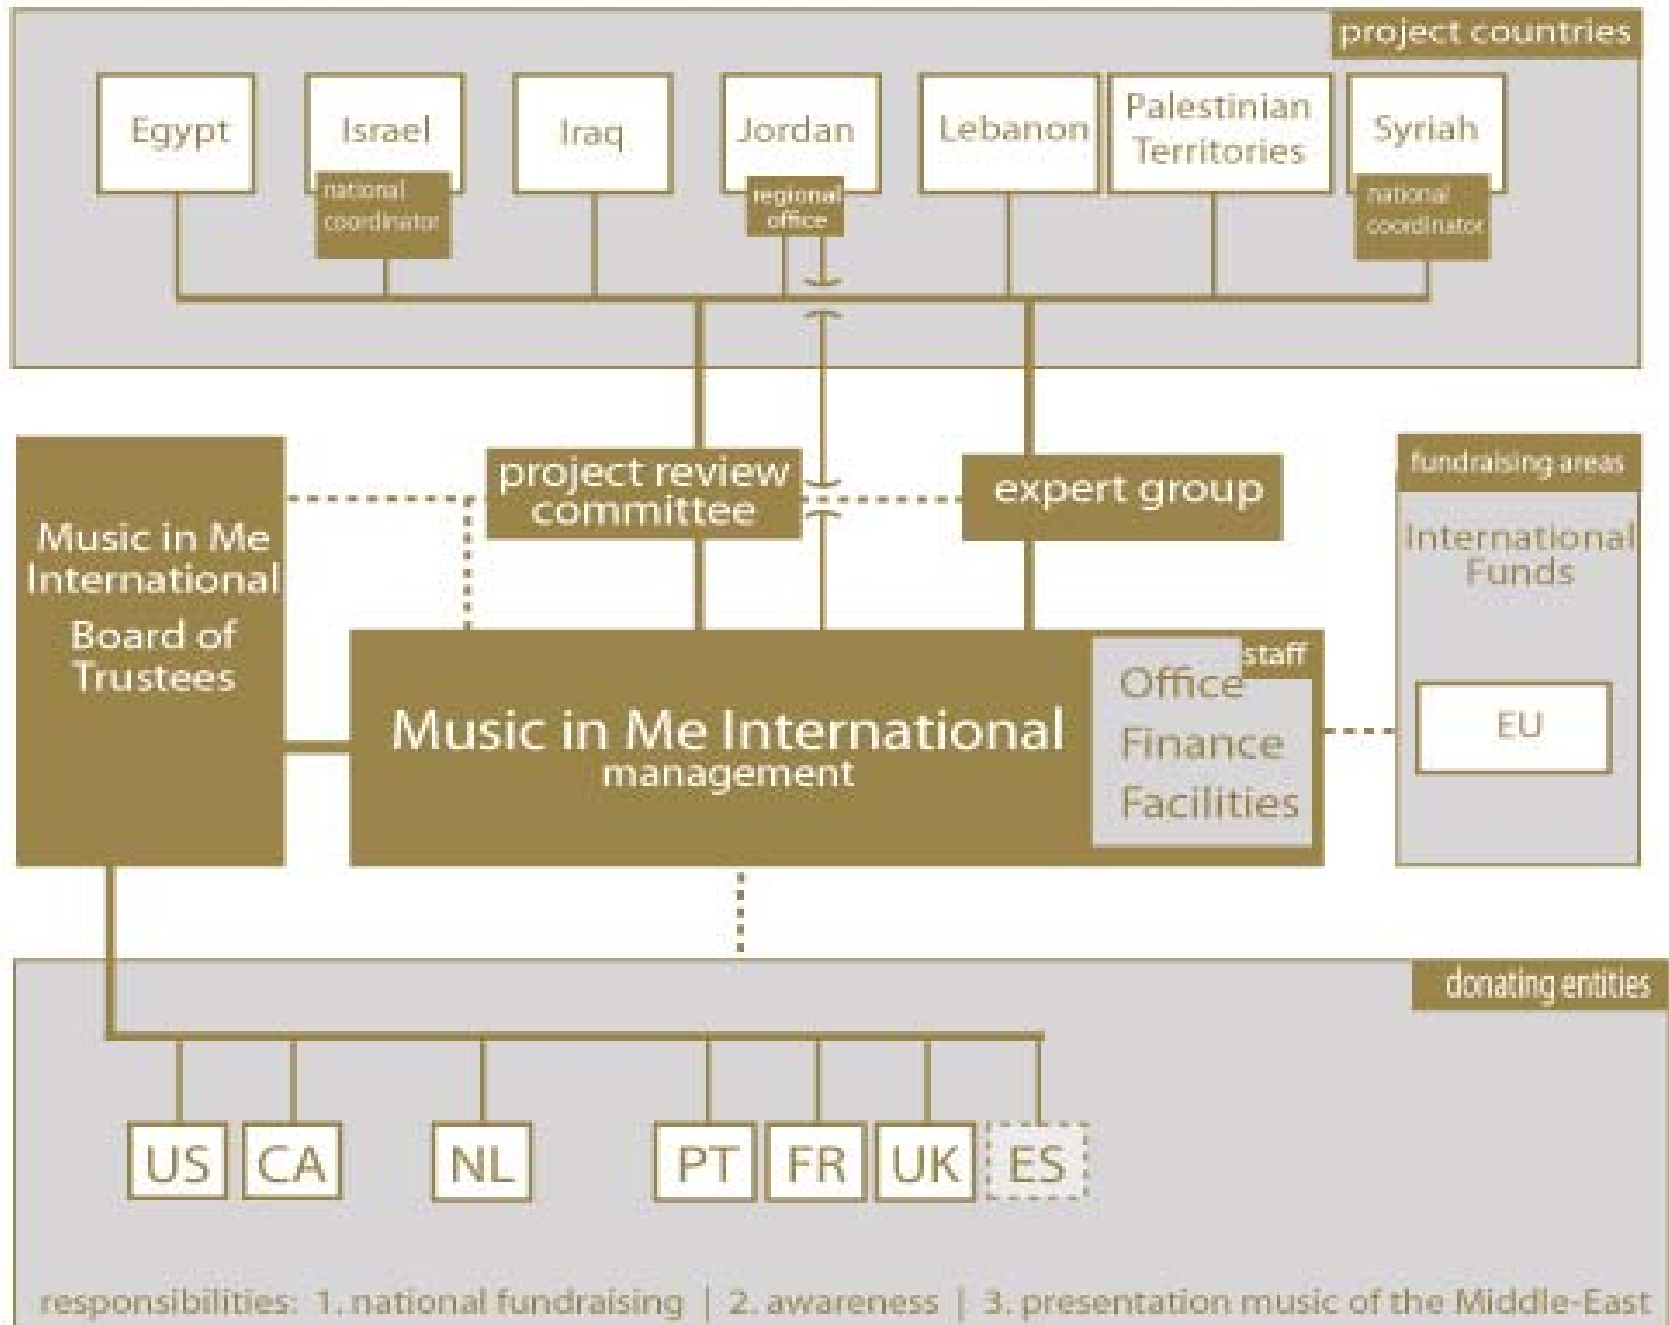 project countries
Egypt
Israel
national
coordinator
Iraq
Jordan
regional
office
Lebanon
Palestinian
Territories
Syriah
national
coordinator
Music in Me
International
Board of
Trustees
project review
committee
expert group
fundraising areas
International
Funds
EU
Music in Me International
management
staff
Office
Finance
Facilities
donating entities
US
CA
NL
PT
FR
UK
ES
responsibilities: 1. national fundraising | 2. awareness | 3. presentation music of the Middle-East